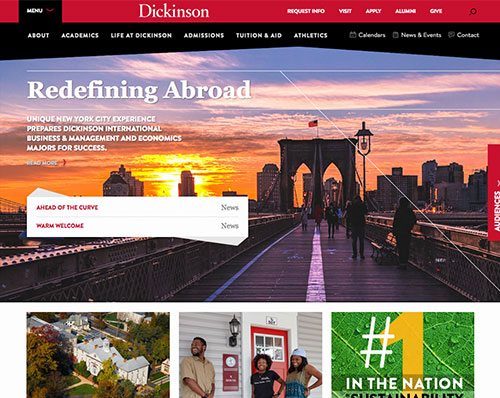 MENU
Dickinson
REQUEST INFO VISIT APPLY ALUMNI GIVE
ABOUT ACADEMICS LIFE AT DICKINSON ADMISSIONS TUITION & AID ATHLETICS
Calenders News & Events Contact
Redefining Abroad
UNIQUE NEW YORK CITY EXPERIENCE
PREPARES DICKINSON INTERNATIONAL
BUSINESS & MANAGEMENT AND ECONOMICS
MAJORS FOR SUCCESS.
READ MORE
AHEAD OF THE CURVE News
WARM WELCOME News
AUDIENCES
#1
IN THE NATION
SUSTAINABILITY